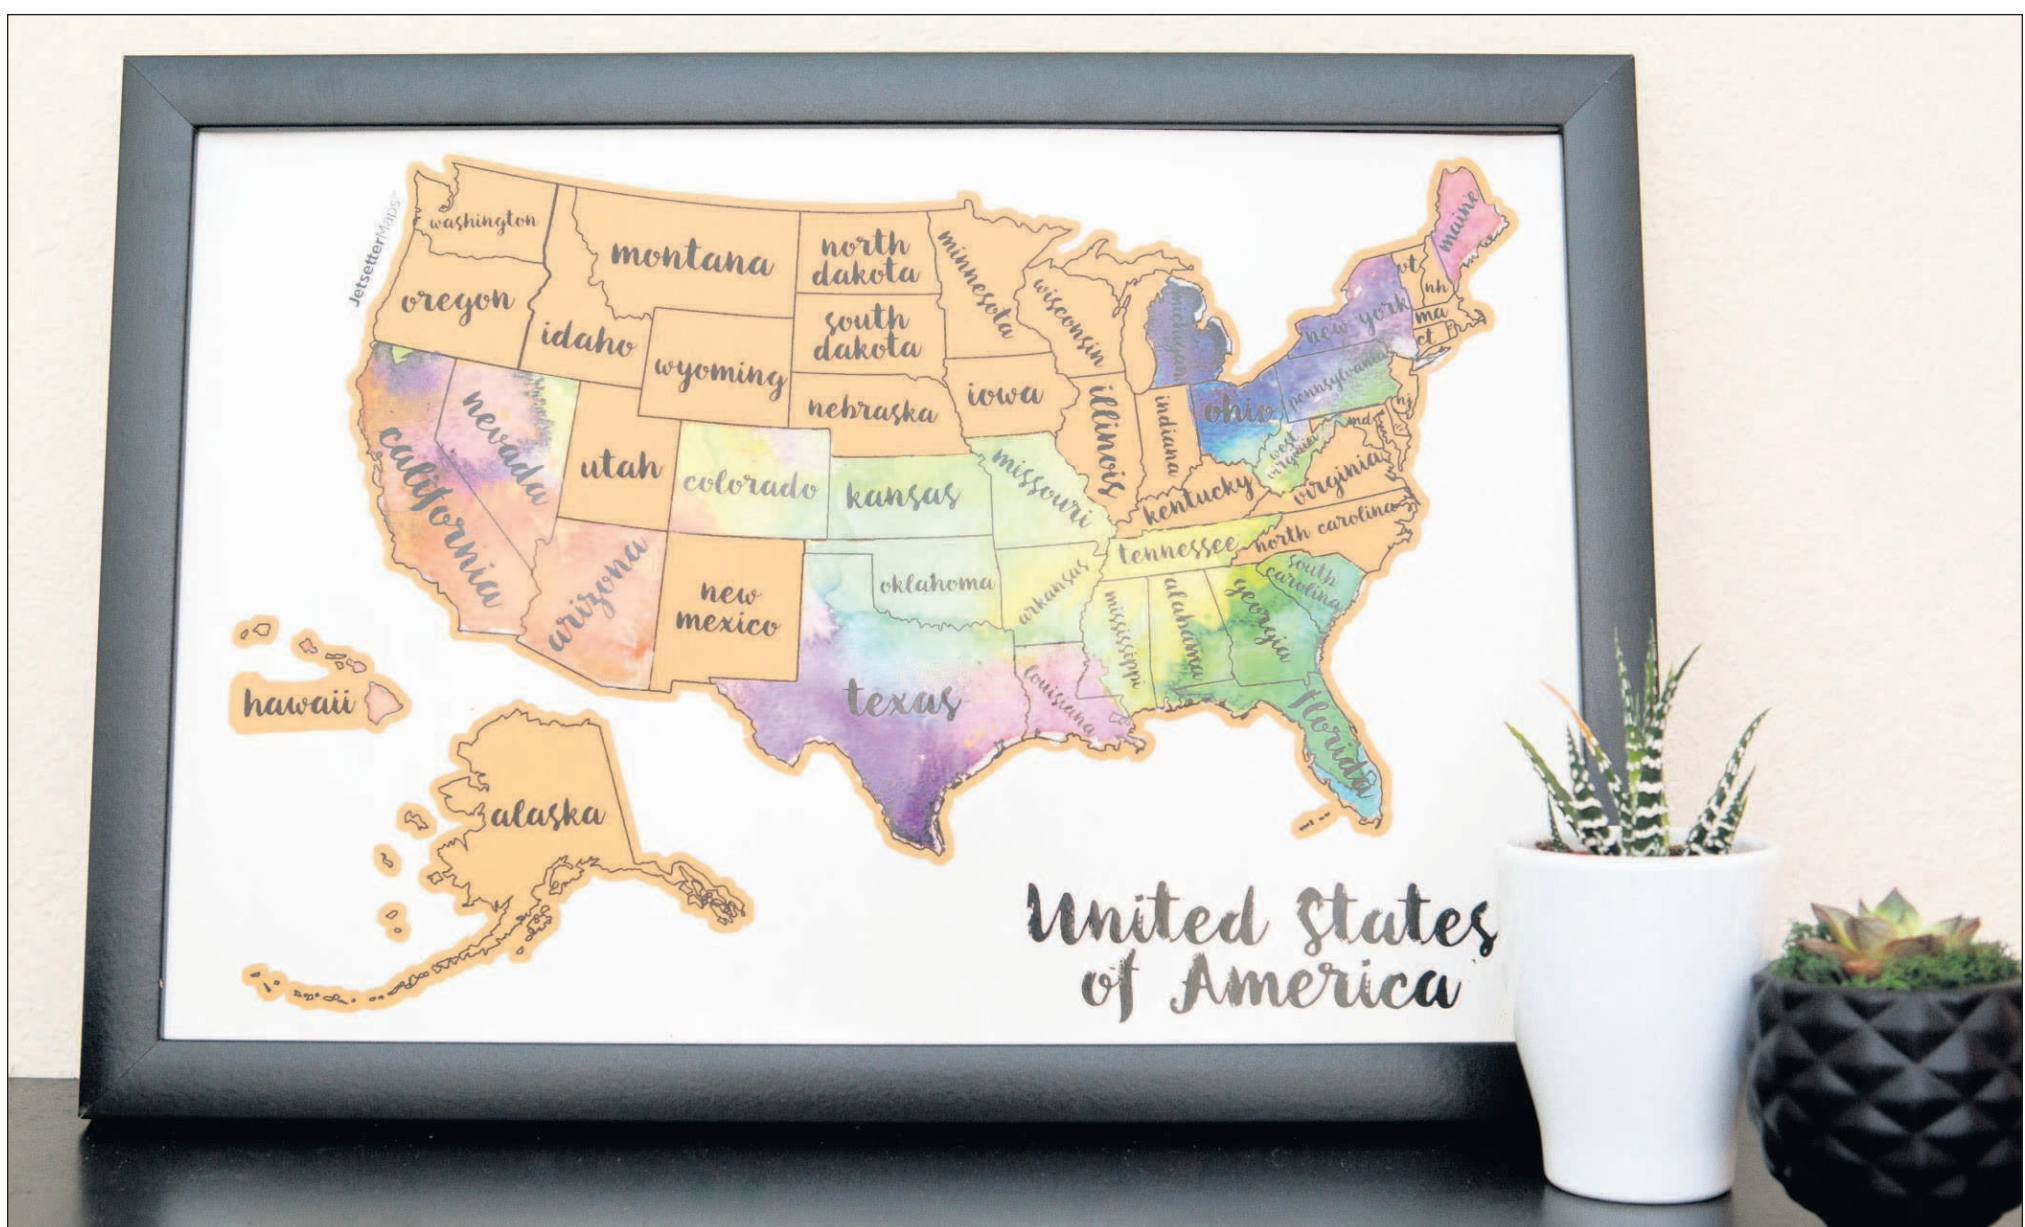 JetsetterMaps
washington
oregon
california
nevada
idaho
montana
wyoming
utah
arizona
colorado
new
mexico
north
dakota
south
dakota
nebraska
kansas
oklahoma
texas
minnesota
iowa
missouri
arkansas
louisiana
wisconsin
illinois
michigan
indiana
ohio
kentucky
tennessee
mississippi
alabama
georgia
florida
south
carolina
north carolina
virginia
west
virginia
md
pennsylvania
nj
new york
ct
ma
vt
nh
maine
hawaii
alaska
United States
of America